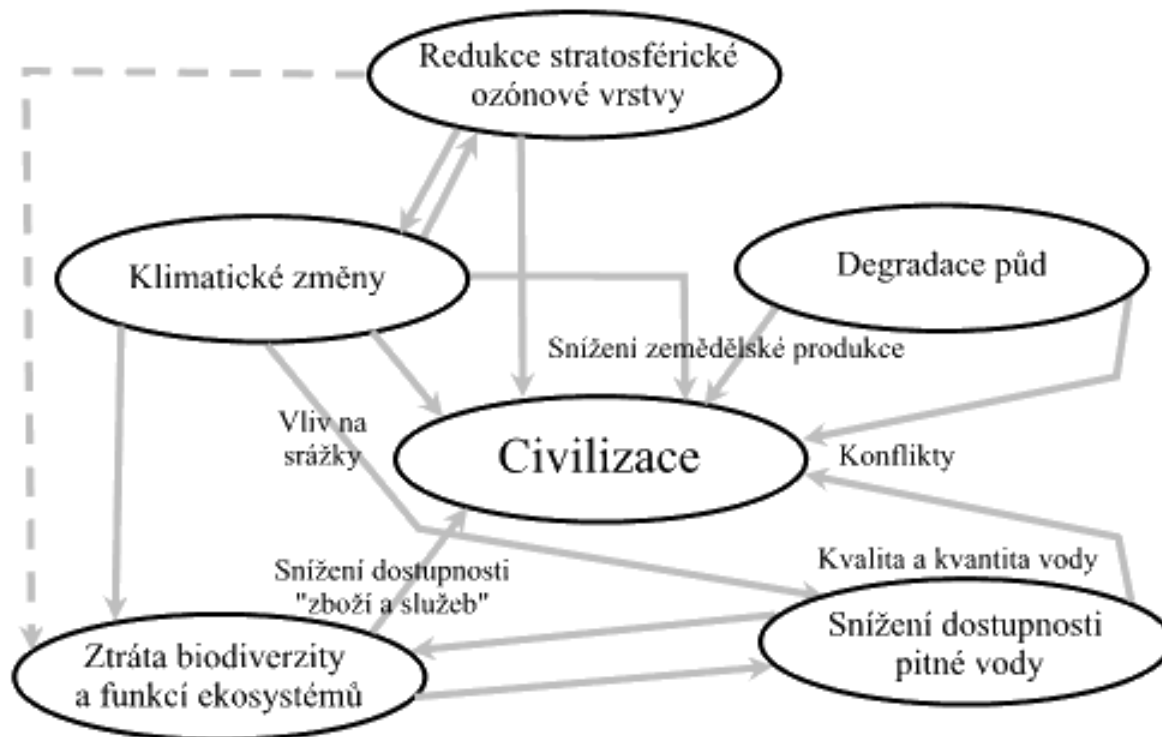 Redukce stratosférické
ozónové vrstvy
Klimatické změny
Degradace půd
Snížení zemědělské produkce
Vliv na
srážky
Civilizace
Konflikty
Snížení dostupnosti
"zboží a služeb"
Kvalita a kvantita vody
Ztráta biodiverzity
a funkcí ekosystémů
Snížení dostupnosti
pitné vody